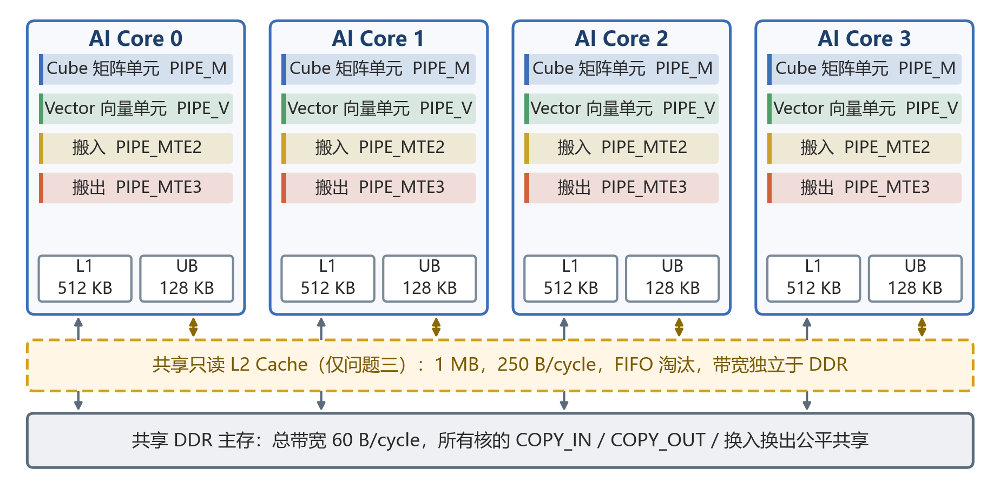 AI Core 0
Cube 矩阵单元 PIPE_M
Vector 向量单元 PIPE_V
搬入 PIPE_MTE2
搬出 PIPE_MTE3
L1
512 KB
UB
128 KB
AI Core 1
Cube 矩阵单元 PIPE_M
Vector 向量单元 PIPE_V
搬入 PIPE_MTE2
搬出 PIPE_MTE3
L1
512 KB
UB
128 KB
AI Core 2
Cube 矩阵单元 PIPE_M
Vector 向量单元 PIPE_V
搬入 PIPE_MTE2
搬出 PIPE_MTE3
L1
512 KB
UB
128 KB
AI Core 3
Cube 矩阵单元 PIPE_M
Vector 向量单元 PIPE_V
搬入 PIPE_MTE2
搬出 PIPE_MTE3
L1
512 KB
UB
128 KB
共享只读 L2 Cache（仅问题三）：1 MB，250 B/cycle，FIFO 淘汰，带宽独立于 DDR
共享 DDR 主存：总带宽 60 B/cycle，所有核的 COPY_IN / COPY_OUT / 换入换出公平共享